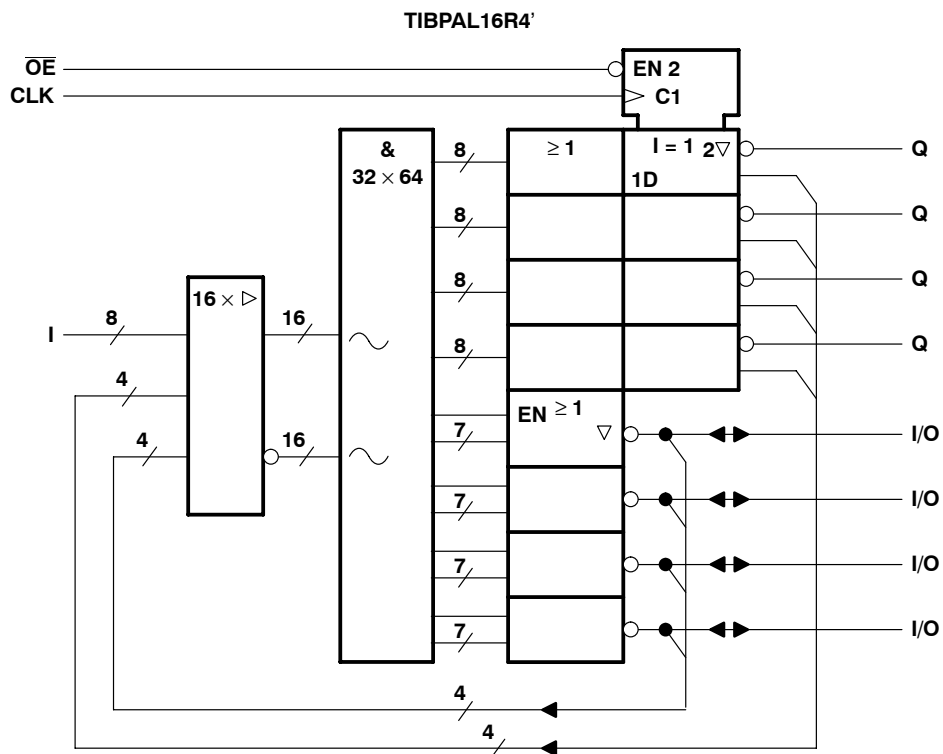 TIBPAL16R4'
OE
CLK
EN 2
C1
&
32 × 64
8
≥ 1
I = 1 2▽
1D
Q
8
Q
8
Q
8
Q
16 × ▷
I
8
16
4
4
16
EN ≥ 1
▽
7
I/O
7
I/O
7
I/O
7
I/O
4
4